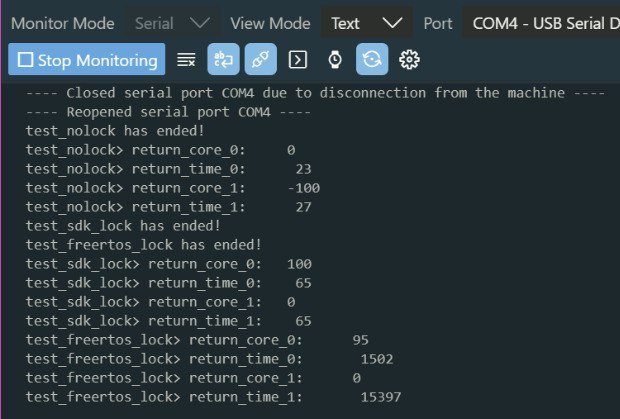 Monitor Mode Serial View Mode Text Port COM4 - USB Serial D
Stop Monitoring ab c
---- Closed serial port COM4 due to disconnection from the machine ----
---- Reopened serial port COM4 ----
test_nolock has ended!
test_nolock> return_core_0: 0
test_nolock> return_time_0: 23
test_nolock> return_core_1: -100
test_nolock> return_time_1: 27
test_sdk_lock has ended!
test_freertos_lock has ended!
test_sdk_lock> return_core_0: 100
test_sdk_lock> return_time_0: 65
test_sdk_lock> return_core_1: 0
test_sdk_lock> return_time_1: 65
test_freertos_lock> return_core_0: 95
test_freertos_lock> return_time_0: 1502
test_freertos_lock> return_core_1: 0
test_freertos_lock> return_time_1: 15397